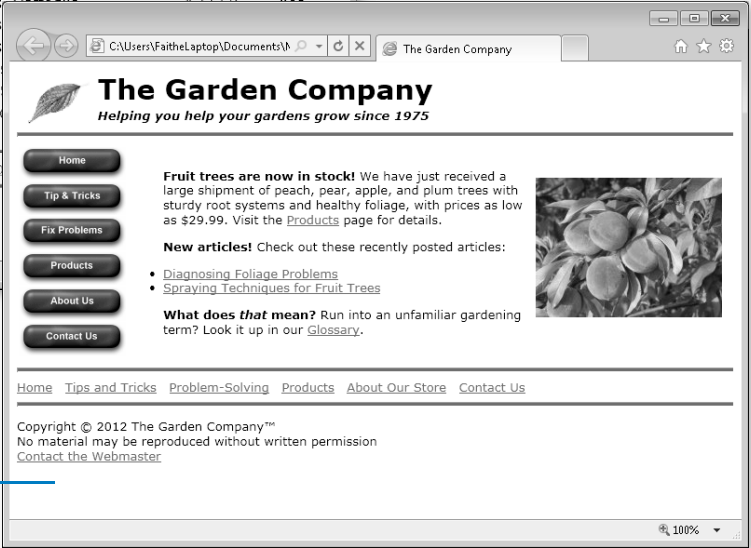 C:\Users\FaitheLaptop\Documents\
The Garden Company
The Garden Company
Helping you help your gardens grow since 1975
Home
Tip & Tricks
Fix Problems
Products
About Us
Contact Us
Fruit trees are now in stock! We have just received a
large shipment of peach, pear, apple, and plum trees with
sturdy root systems and healthy foliage, with prices as low
as $29.99. Visit the Products page for details.
New articles! Check out these recently posted articles:
• Diagnosing Foliage Problems
• Spraying Techniques for Fruit Trees
What does that mean? Run into an unfamiliar gardening
term? Look it up in our Glossary.
Home Tips and Tricks Problem-Solving Products About Our Store Contact Us
Copyright © 2012 The Garden Company™
No material may be reproduced without written permission
Contact the Webmaster
100%